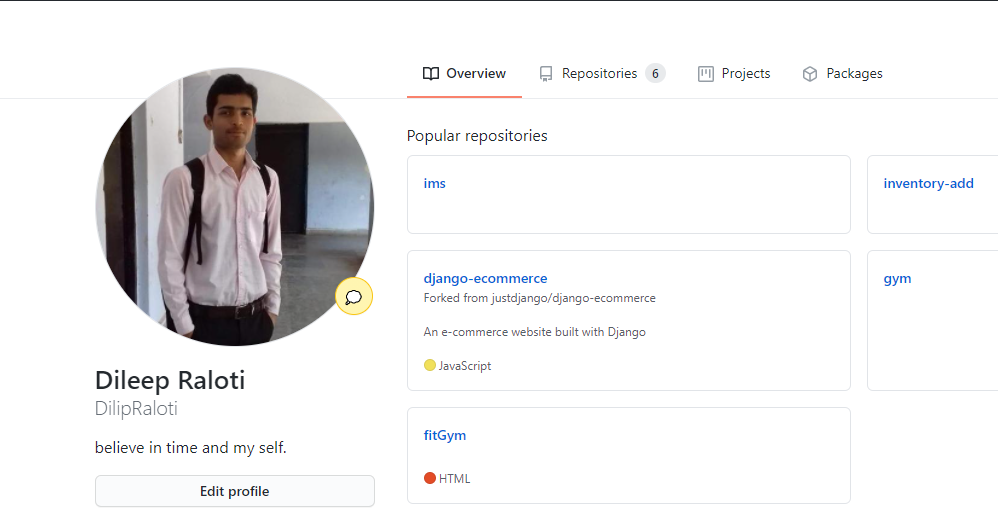 Overview
Repositories 6
Projects
Packages
Dileep Raloti
DilipRaloti
believe in time and my self.
Edit profile
Popular repositories
ims
inventory-add
django-ecommerce
Forked from justdjango/django-ecommerce
An e-commerce website built with Django
JavaScript
gym
fitGym
HTML